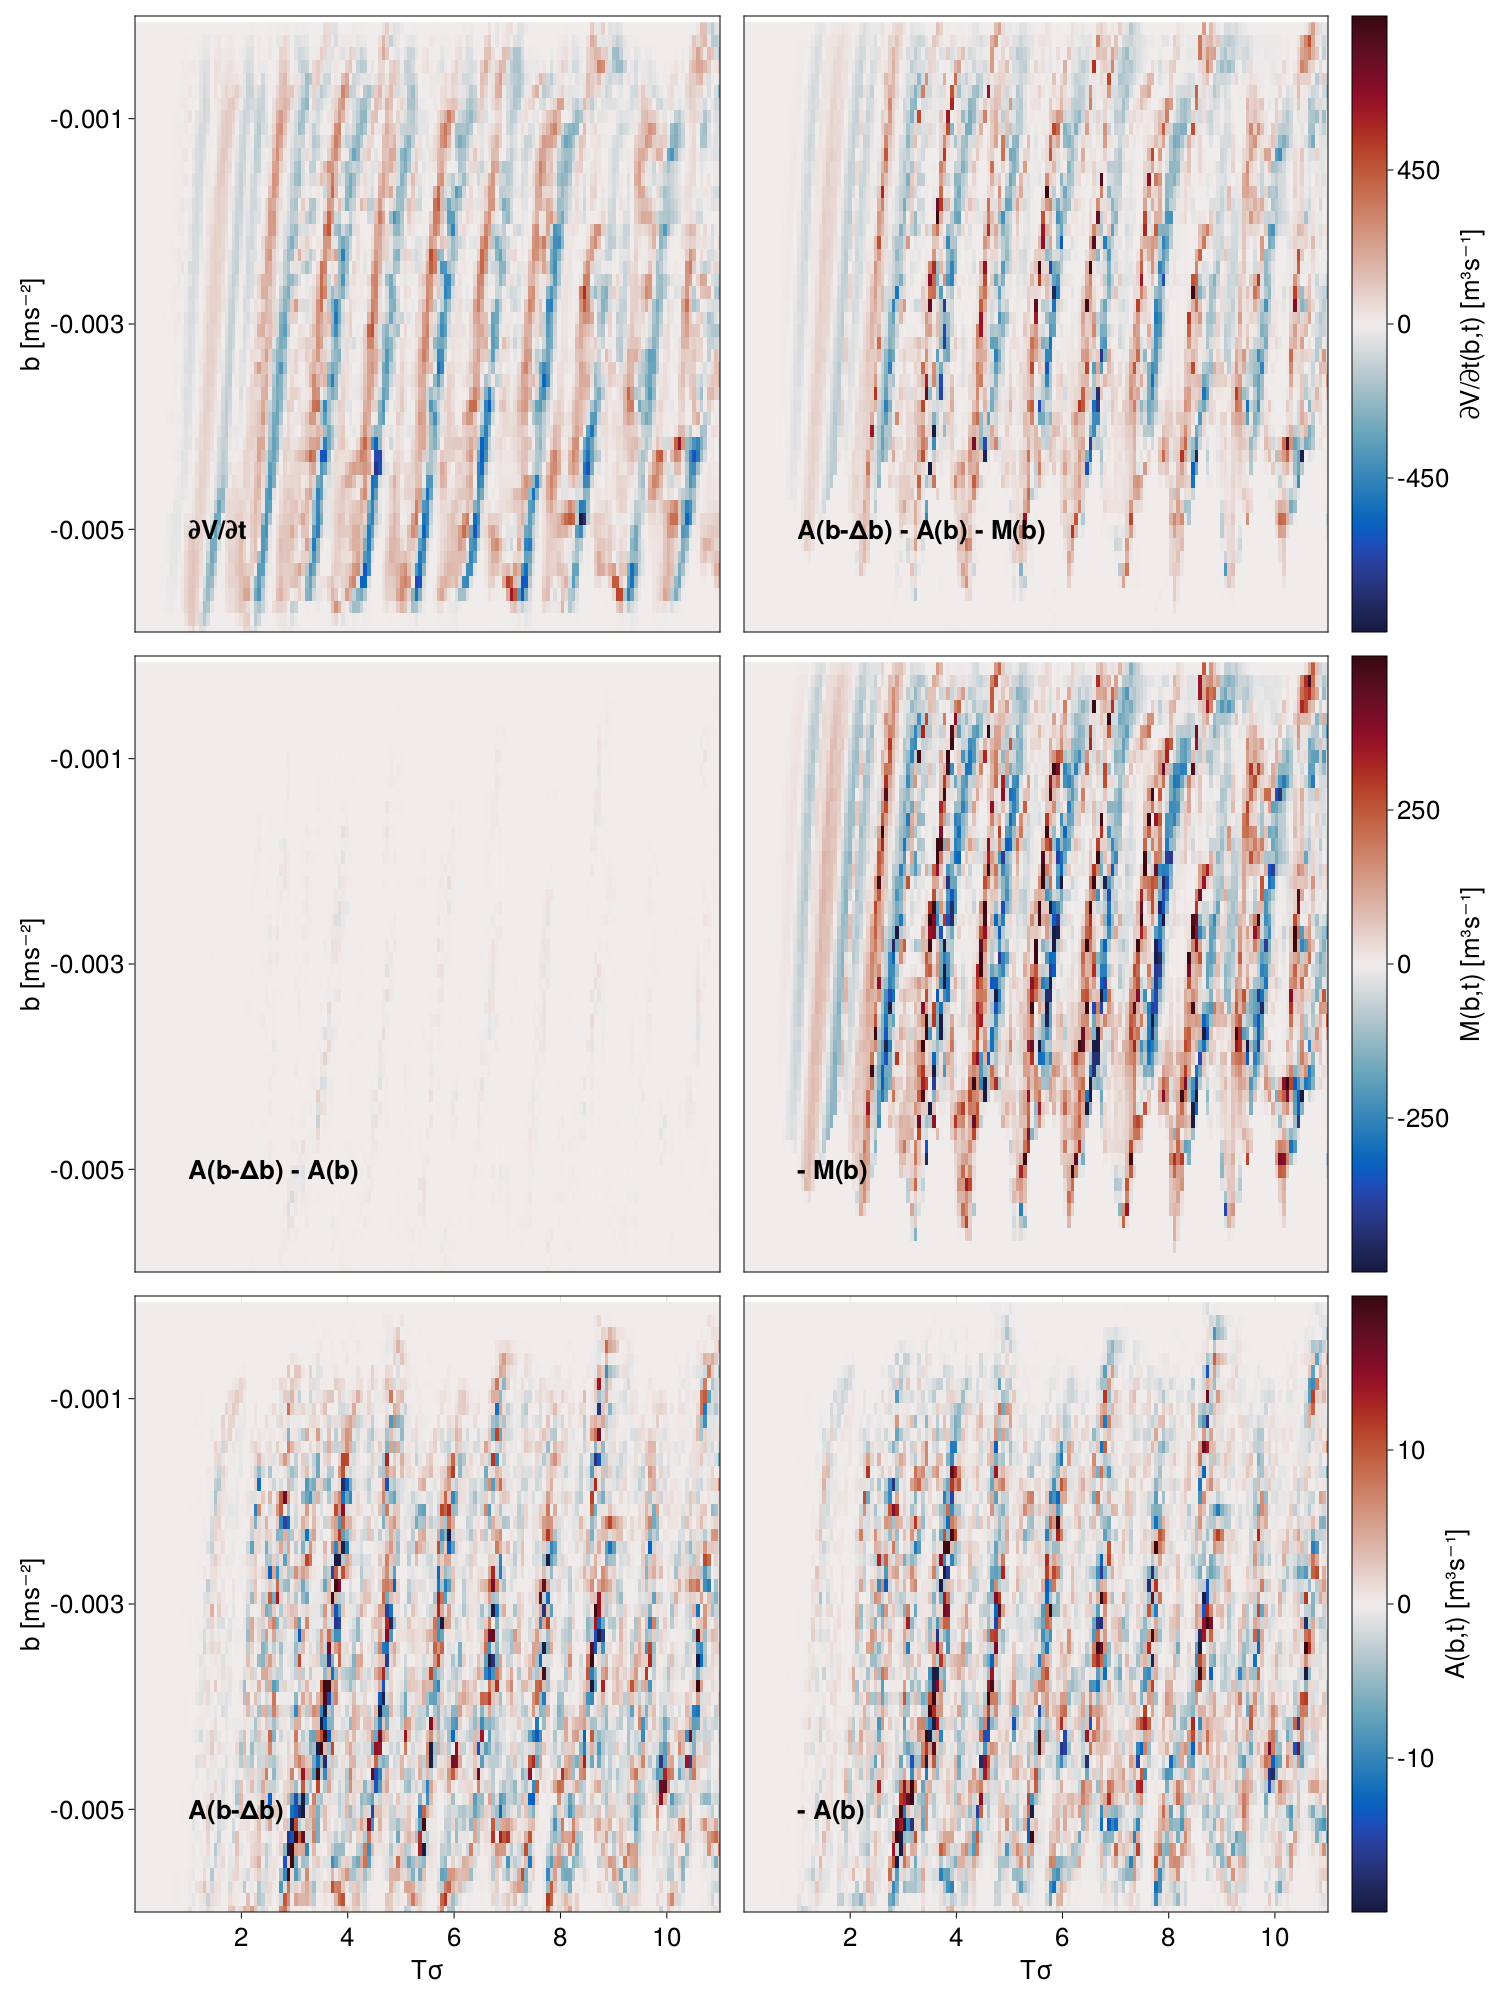 -0.001
-0.003
-0.005
b [ms⁻²]
∂V/∂t
A(b-Δb) - A(b) - M(b)
450
0
-450
∂V/∂t(b,t) [m³s⁻¹]
-0.001
-0.003
-0.005
b [ms⁻²]
A(b-Δb) - A(b)
- M(b)
250
0
-250
M(b,t) [m³s⁻¹]
-0.001
-0.003
-0.005
b [ms⁻²]
A(b-Δb)
- A(b)
10
0
-10
A(b,t) [m³s⁻¹]
2 4 6 8 10
Tσ
2 4 6 8 10
Tσ